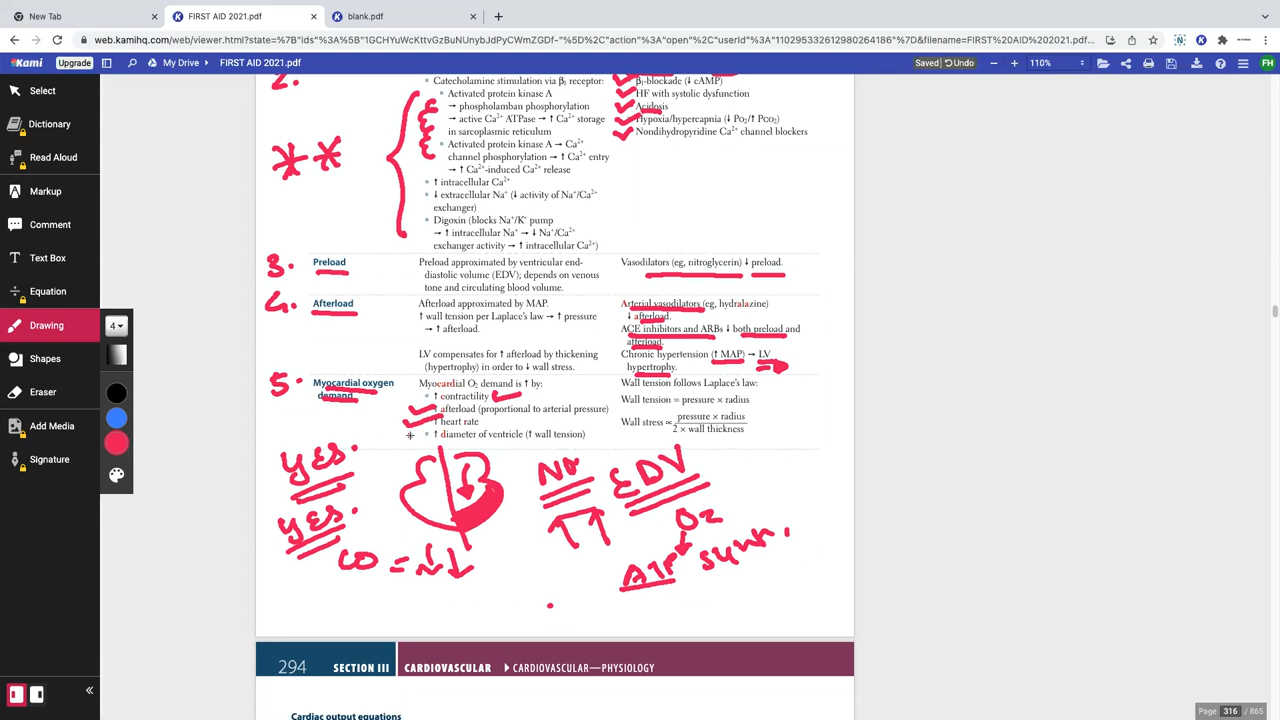 New Tab
FIRST AID 2021.pdf
blank.pdf
web.kamihq.com/web/viewer.html?state=%7B"ids"%3A%5B"1GCHYuWcKttvGzBuNUnybJdPyCWmZGDf-"%5D%2C"action"%3A"open"%2C"userId"%3A"110295332612980264186"%7D&filename=FIRST%20AID%202021.pdf...
FH
Kami
Upgrade
My Drive
FIRST AID 2021.pdf
Saved
Undo
110%
Select
Dictionary
Read Aloud
Markup
Comment
Text Box
Equation
Drawing
Shapes
Eraser
Add Media
Signature
4
2.
Catecholamine stimulation via β1 receptor:
Activated protein kinase A
→ phospholamban phosphorylation
→ active Ca2+ ATPase → ↑ Ca2+ storage
in sarcoplasmic reticulum
Activated protein kinase A → Ca2+
channel phosphorylation → ↑ Ca2+ entry
→ ↑ Ca2+-induced Ca2+ release
↑ intracellular Ca2+
↓ extracellular Na+ (↓ activity of Na+/Ca2+
exchanger)
Digoxin (blocks Na+/K+ pump
→ ↑ intracellular Na+ → ↓ Na+/Ca2+
exchanger activity → ↑ intracellular Ca2+)
β1-blockade (↓ cAMP)
HF with systolic dysfunction
Acidosis
Hypoxia/hypercapnia (↓ Po2/↑ Pco2)
Nondihydropyridine Ca2+ channel blockers
3.
Preload
Preload approximated by ventricular end-
diastolic volume (EDV); depends on venous
tone and circulating blood volume.
Vasodilators (eg, nitroglycerin) ↓ preload.
4.
Afterload
Afterload approximated by MAP.
↑ wall tension per Laplace's law → ↑ pressure
→ ↑ afterload.
LV compensates for ↑ afterload by thickening
(hypertrophy) in order to ↓ wall stress.
Arterial vasodilators (eg, hydralazine)
↓ afterload.
ACE inhibitors and ARBs ↓ both preload and
afterload.
Chronic hypertension (↑ MAP) → LV
hypertrophy.
5.
Myocardial oxygen
demand
Myocardial O2 demand is ↑ by:
↑ contractility
↑ afterload (proportional to arterial pressure)
↑ heart rate
↑ diameter of ventricle (↑ wall tension)
Wall tension follows Laplace's law:
Wall tension = pressure × radius
Wall stress ∝ pressure × radius
2 × wall thickness
YES.
YES.
CO =
No
EDV
O2
ATP synth.
294 SECTION III CARDIOVASCULAR ▶ CARDIOVASCULAR—PHYSIOLOGY
Cardiac output equations
Page 316 / 865